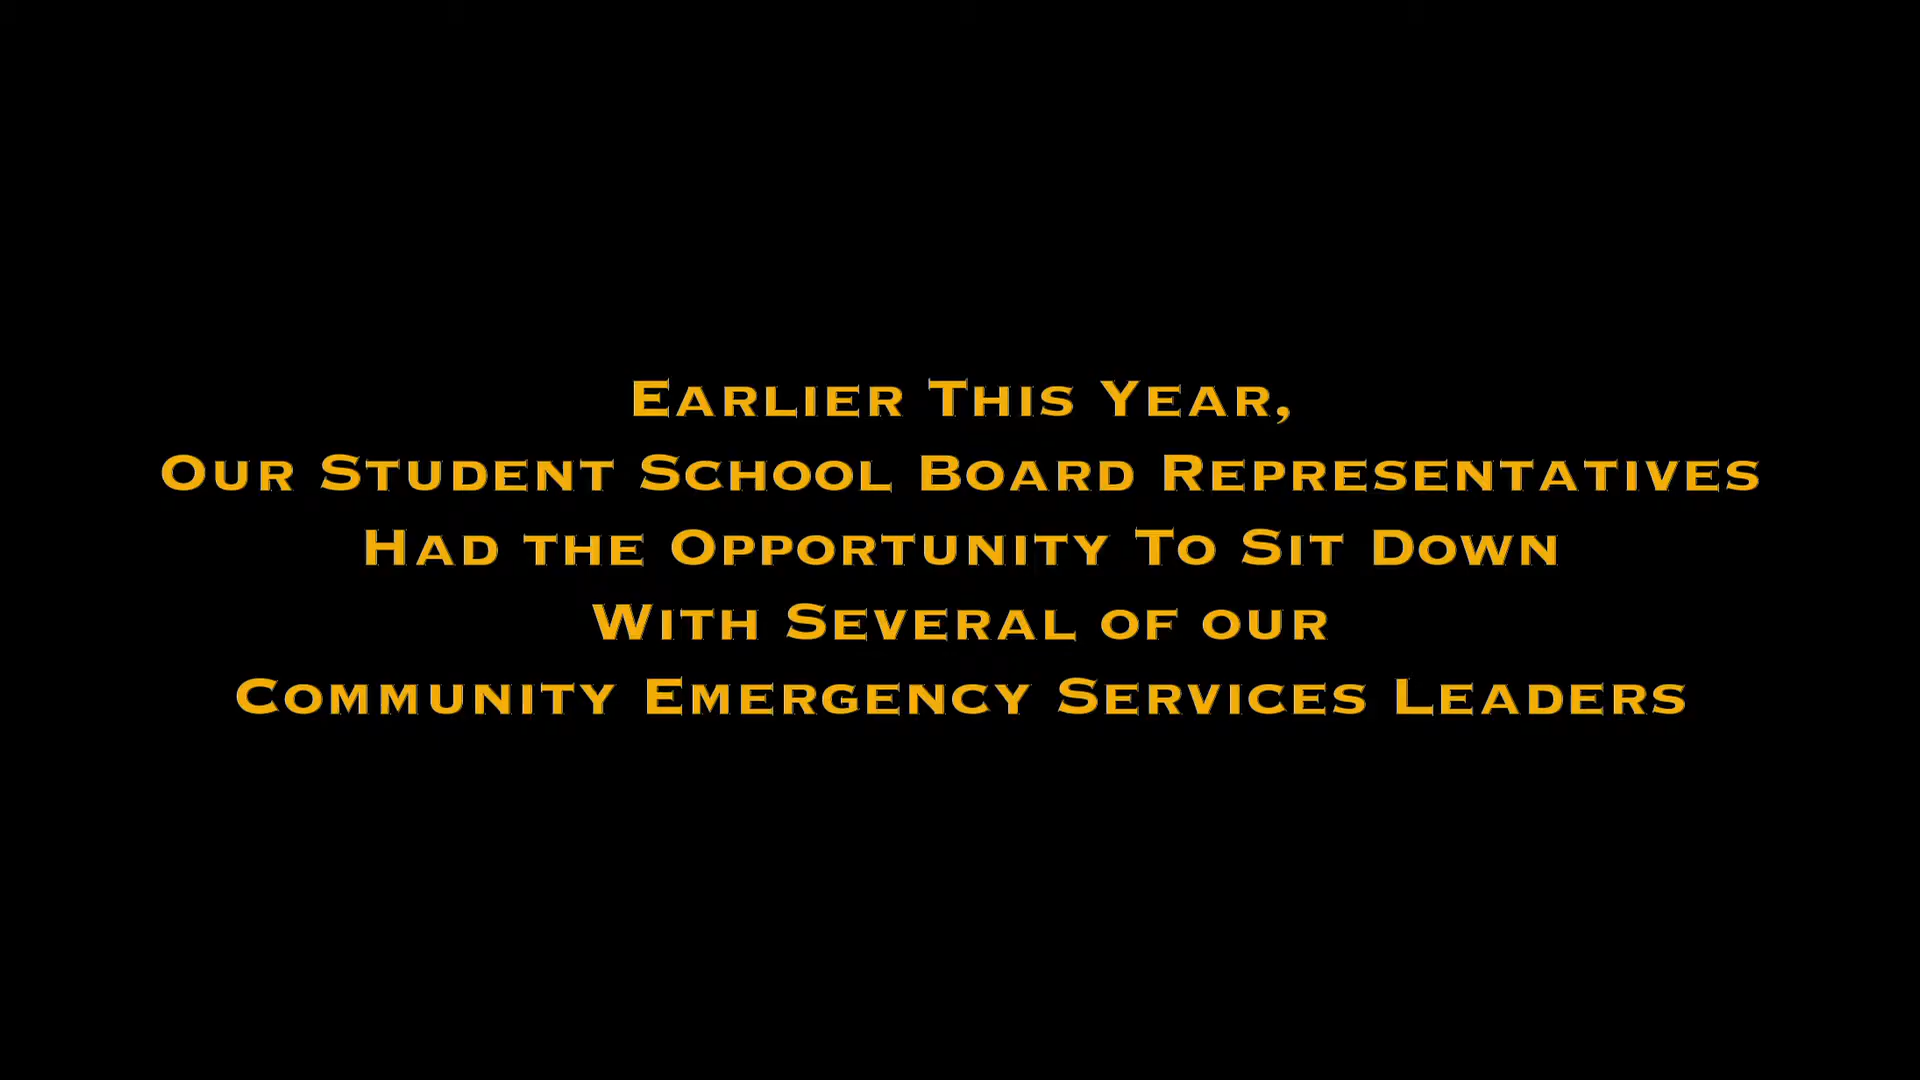 Earlier This Year,
Our Student School Board Representatives
Had the Opportunity To Sit Down
With Several of our
Community Emergency Services Leaders